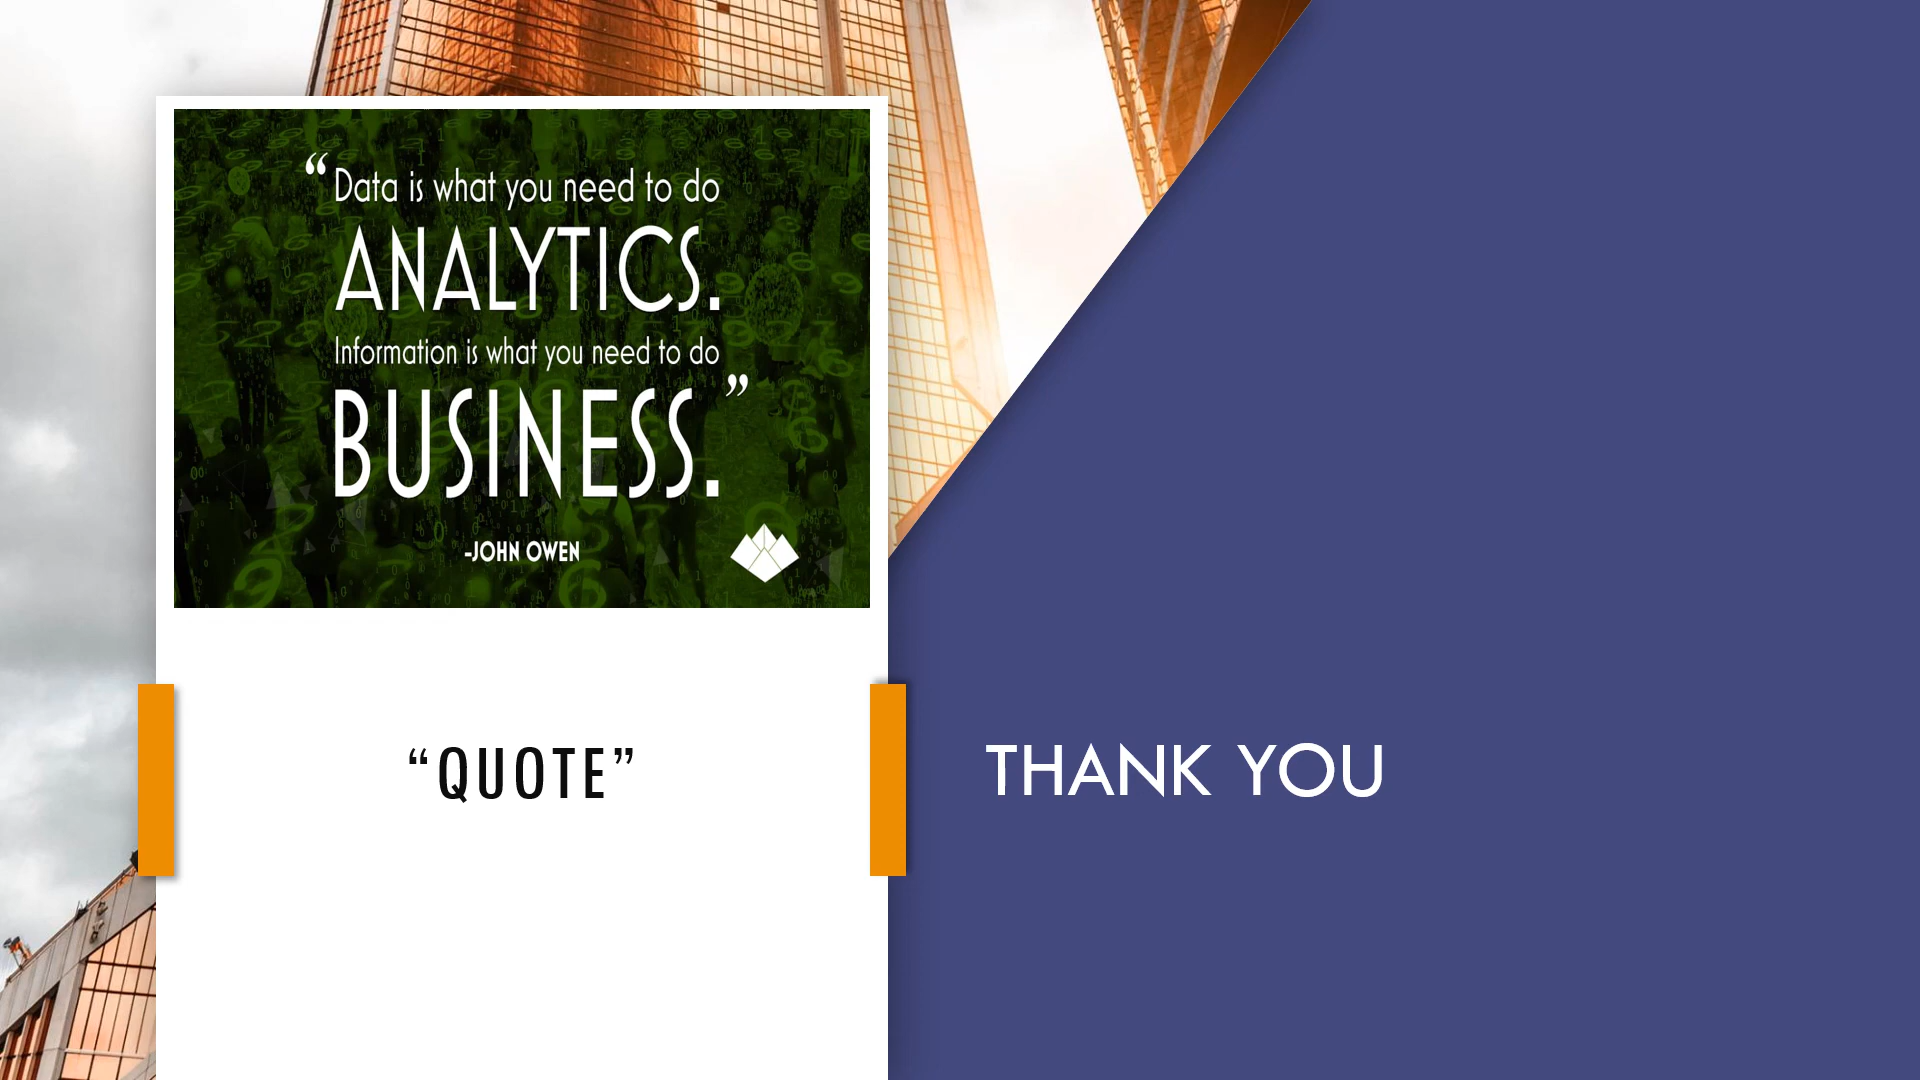 “Data is what you need to do
ANALYTICS.
Information is what you need to do
BUSINESS.”
-JOHN OWEN
“QUOTE”
THANK YOU